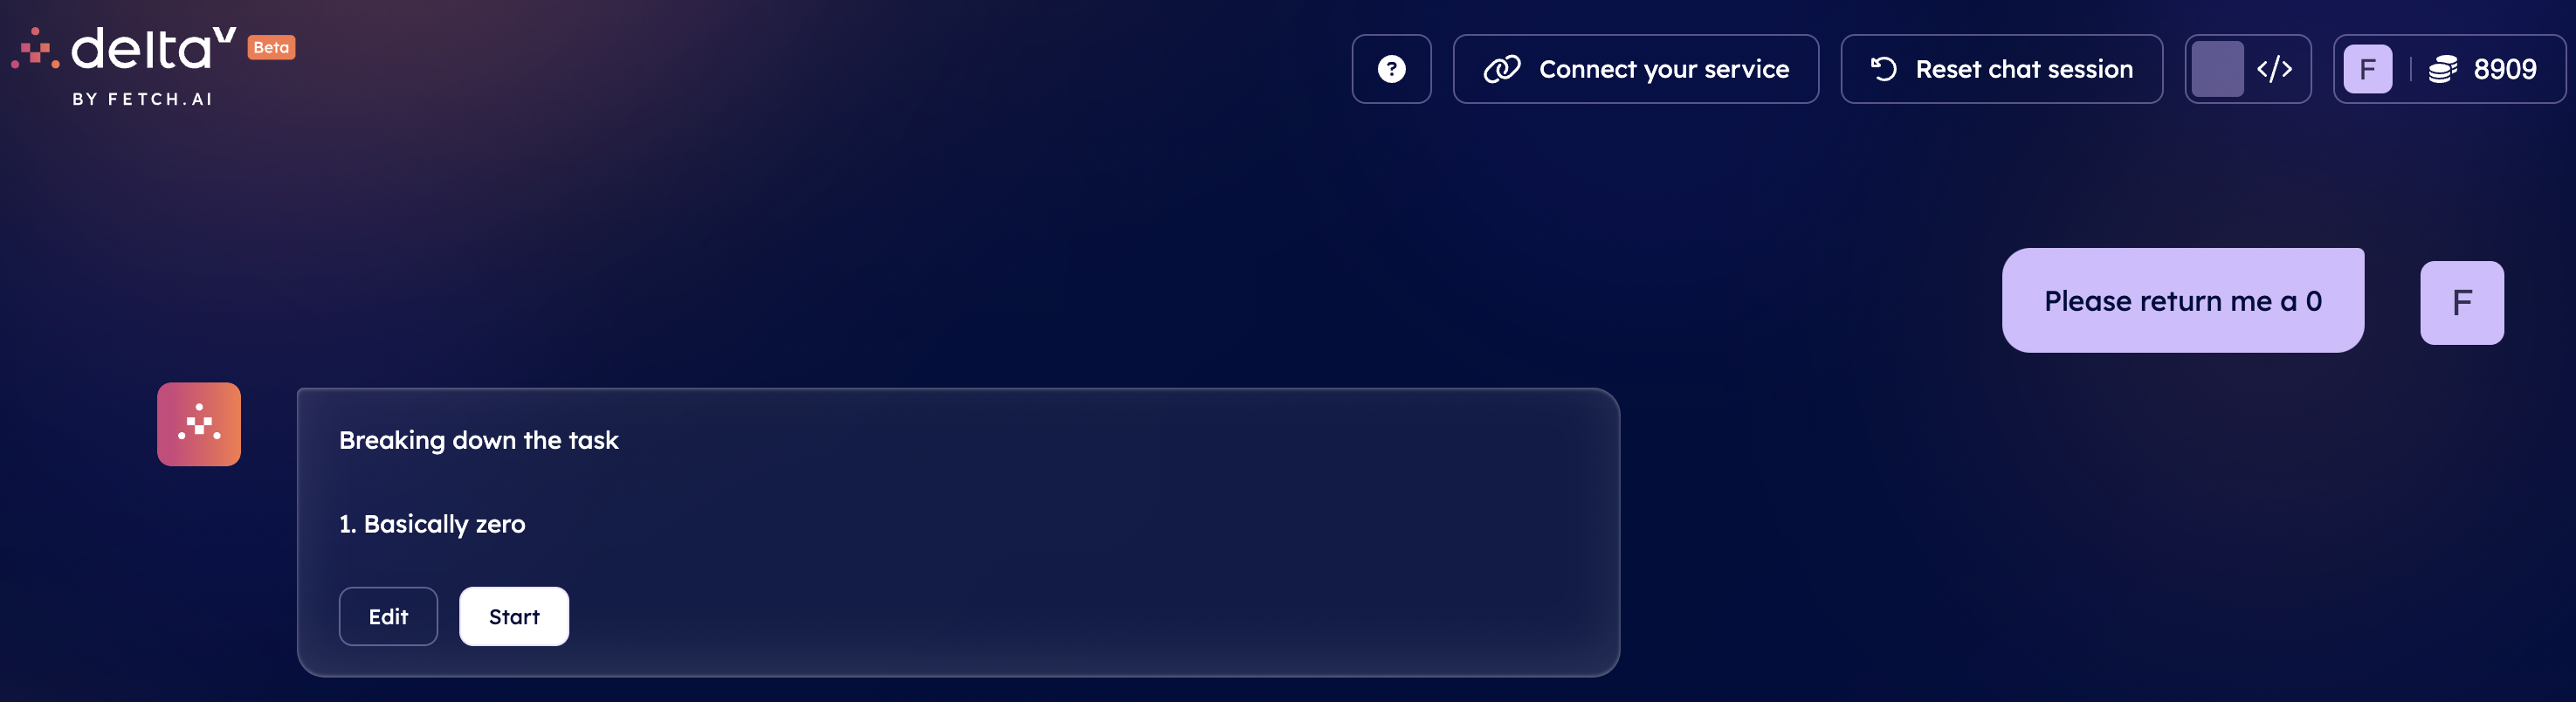 deltaV Beta
BY FETCH.AI
? Connect your service Reset chat session </> F 8909
Please return me a 0
F
Breaking down the task
1. Basically zero
Edit Start